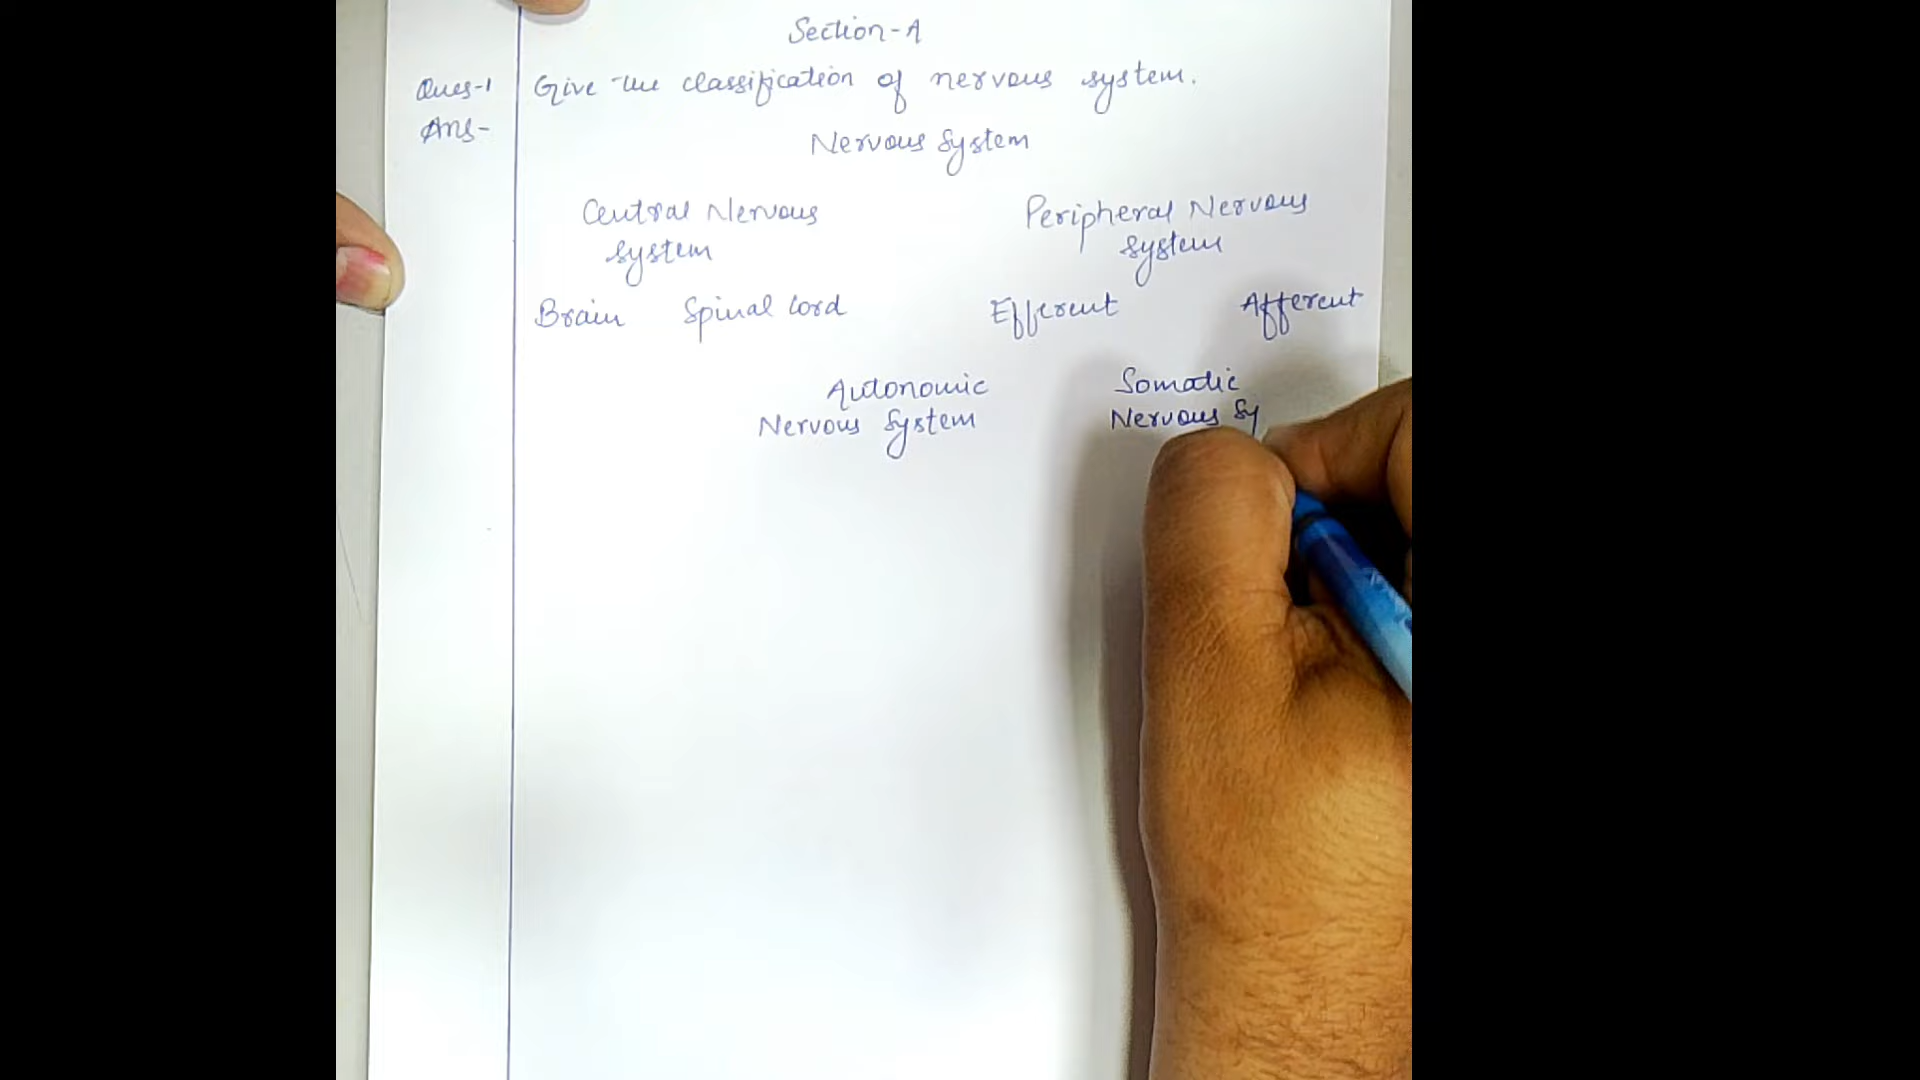 Section-A
Ques-1 Give the classification of nervous system.
Ans-
Nervous System
Central Nervous Peripheral Nervous
System System
Brain Spinal Cord Efferent Afferent
Autonomic Somatic
Nervous System Nervous Sy